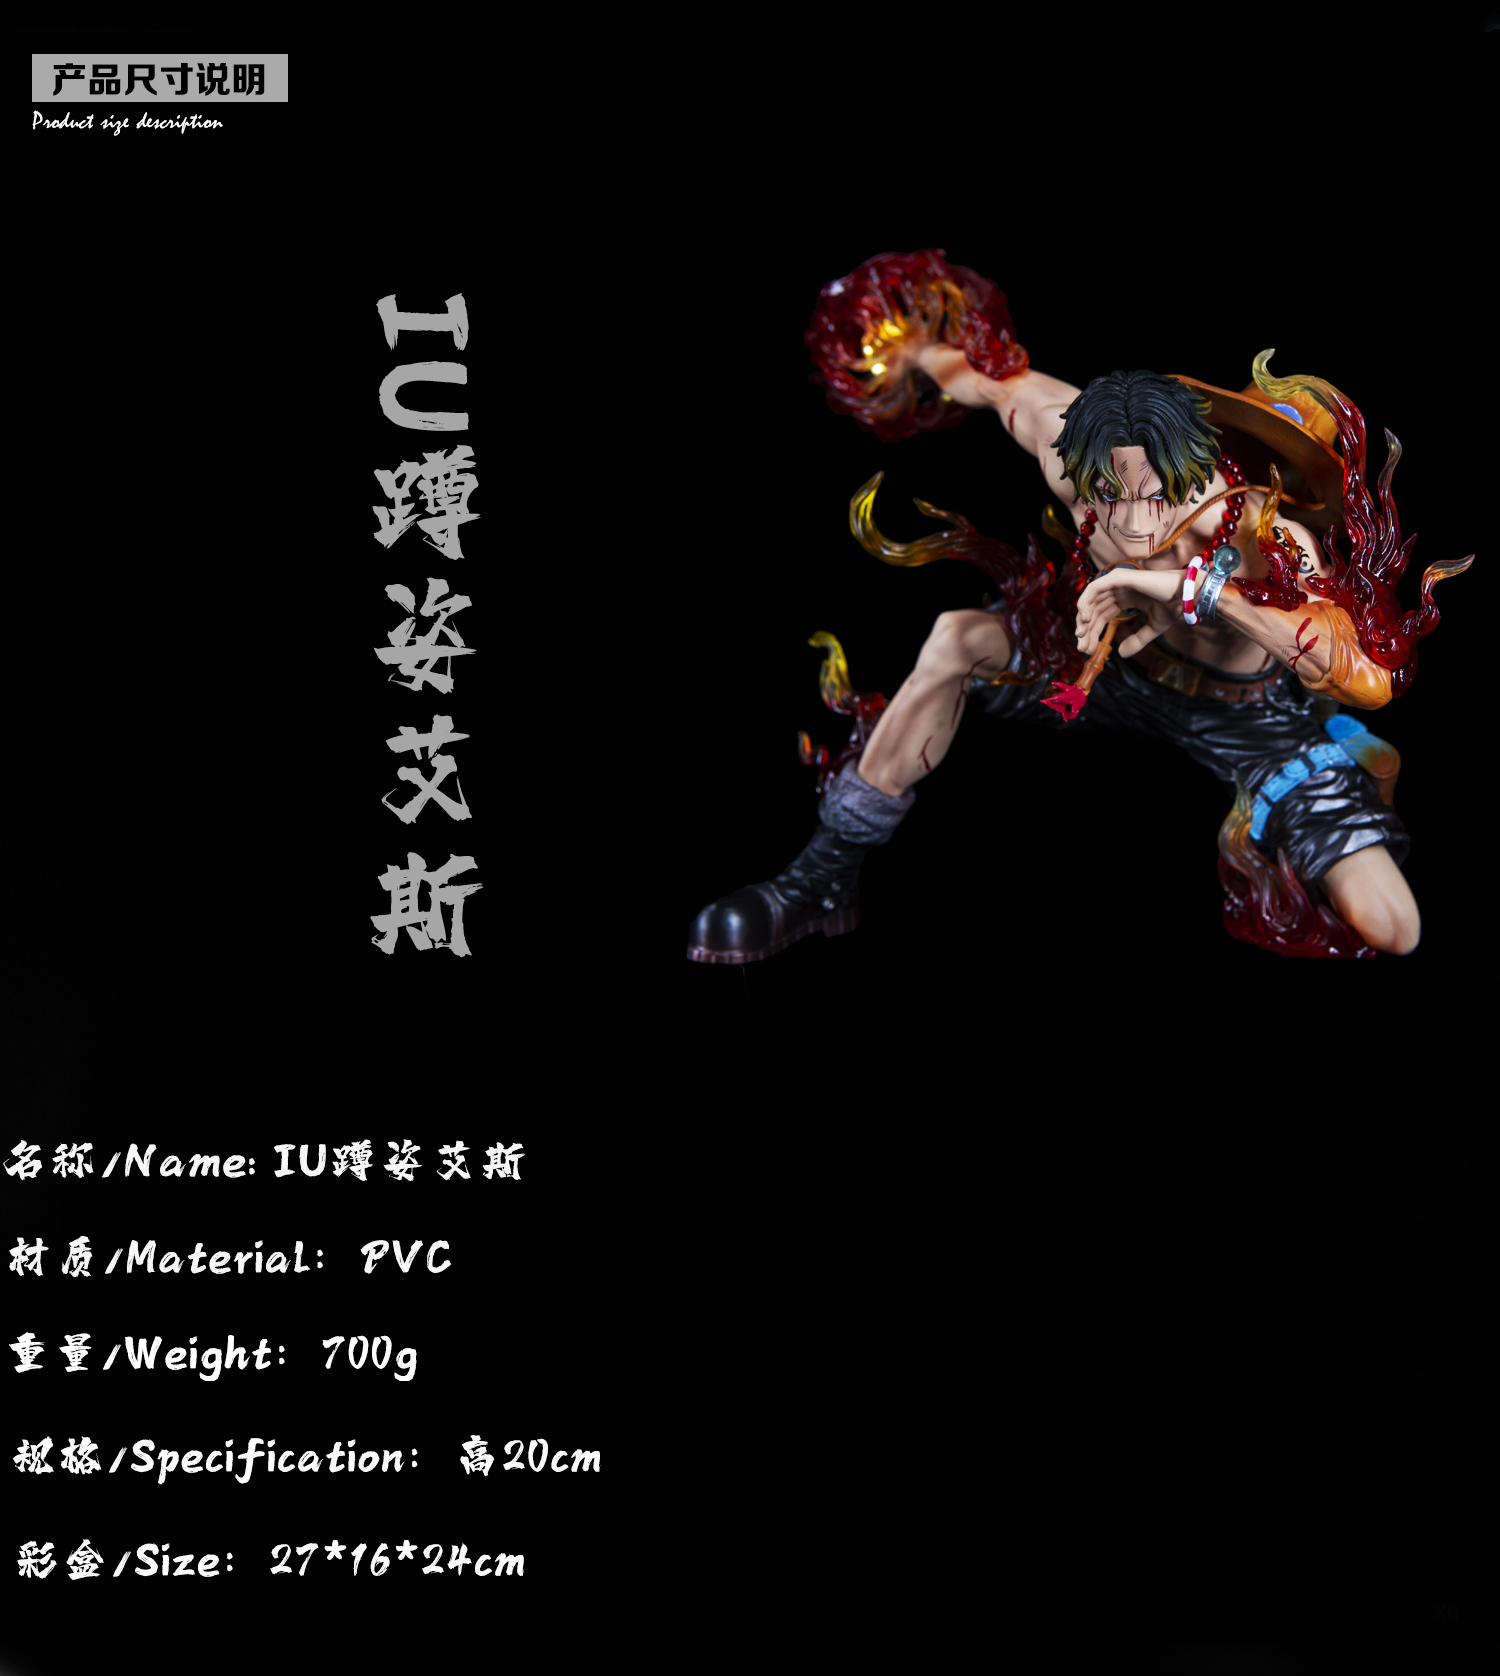 产品尺寸说明
Product size description
IU蹲姿艾斯
名称/Name: IU蹲姿艾斯
材质/Material: PVC
重量/Weight: 700g
规格/Specification: 高20cm
彩盒/Size: 27*16*24cm